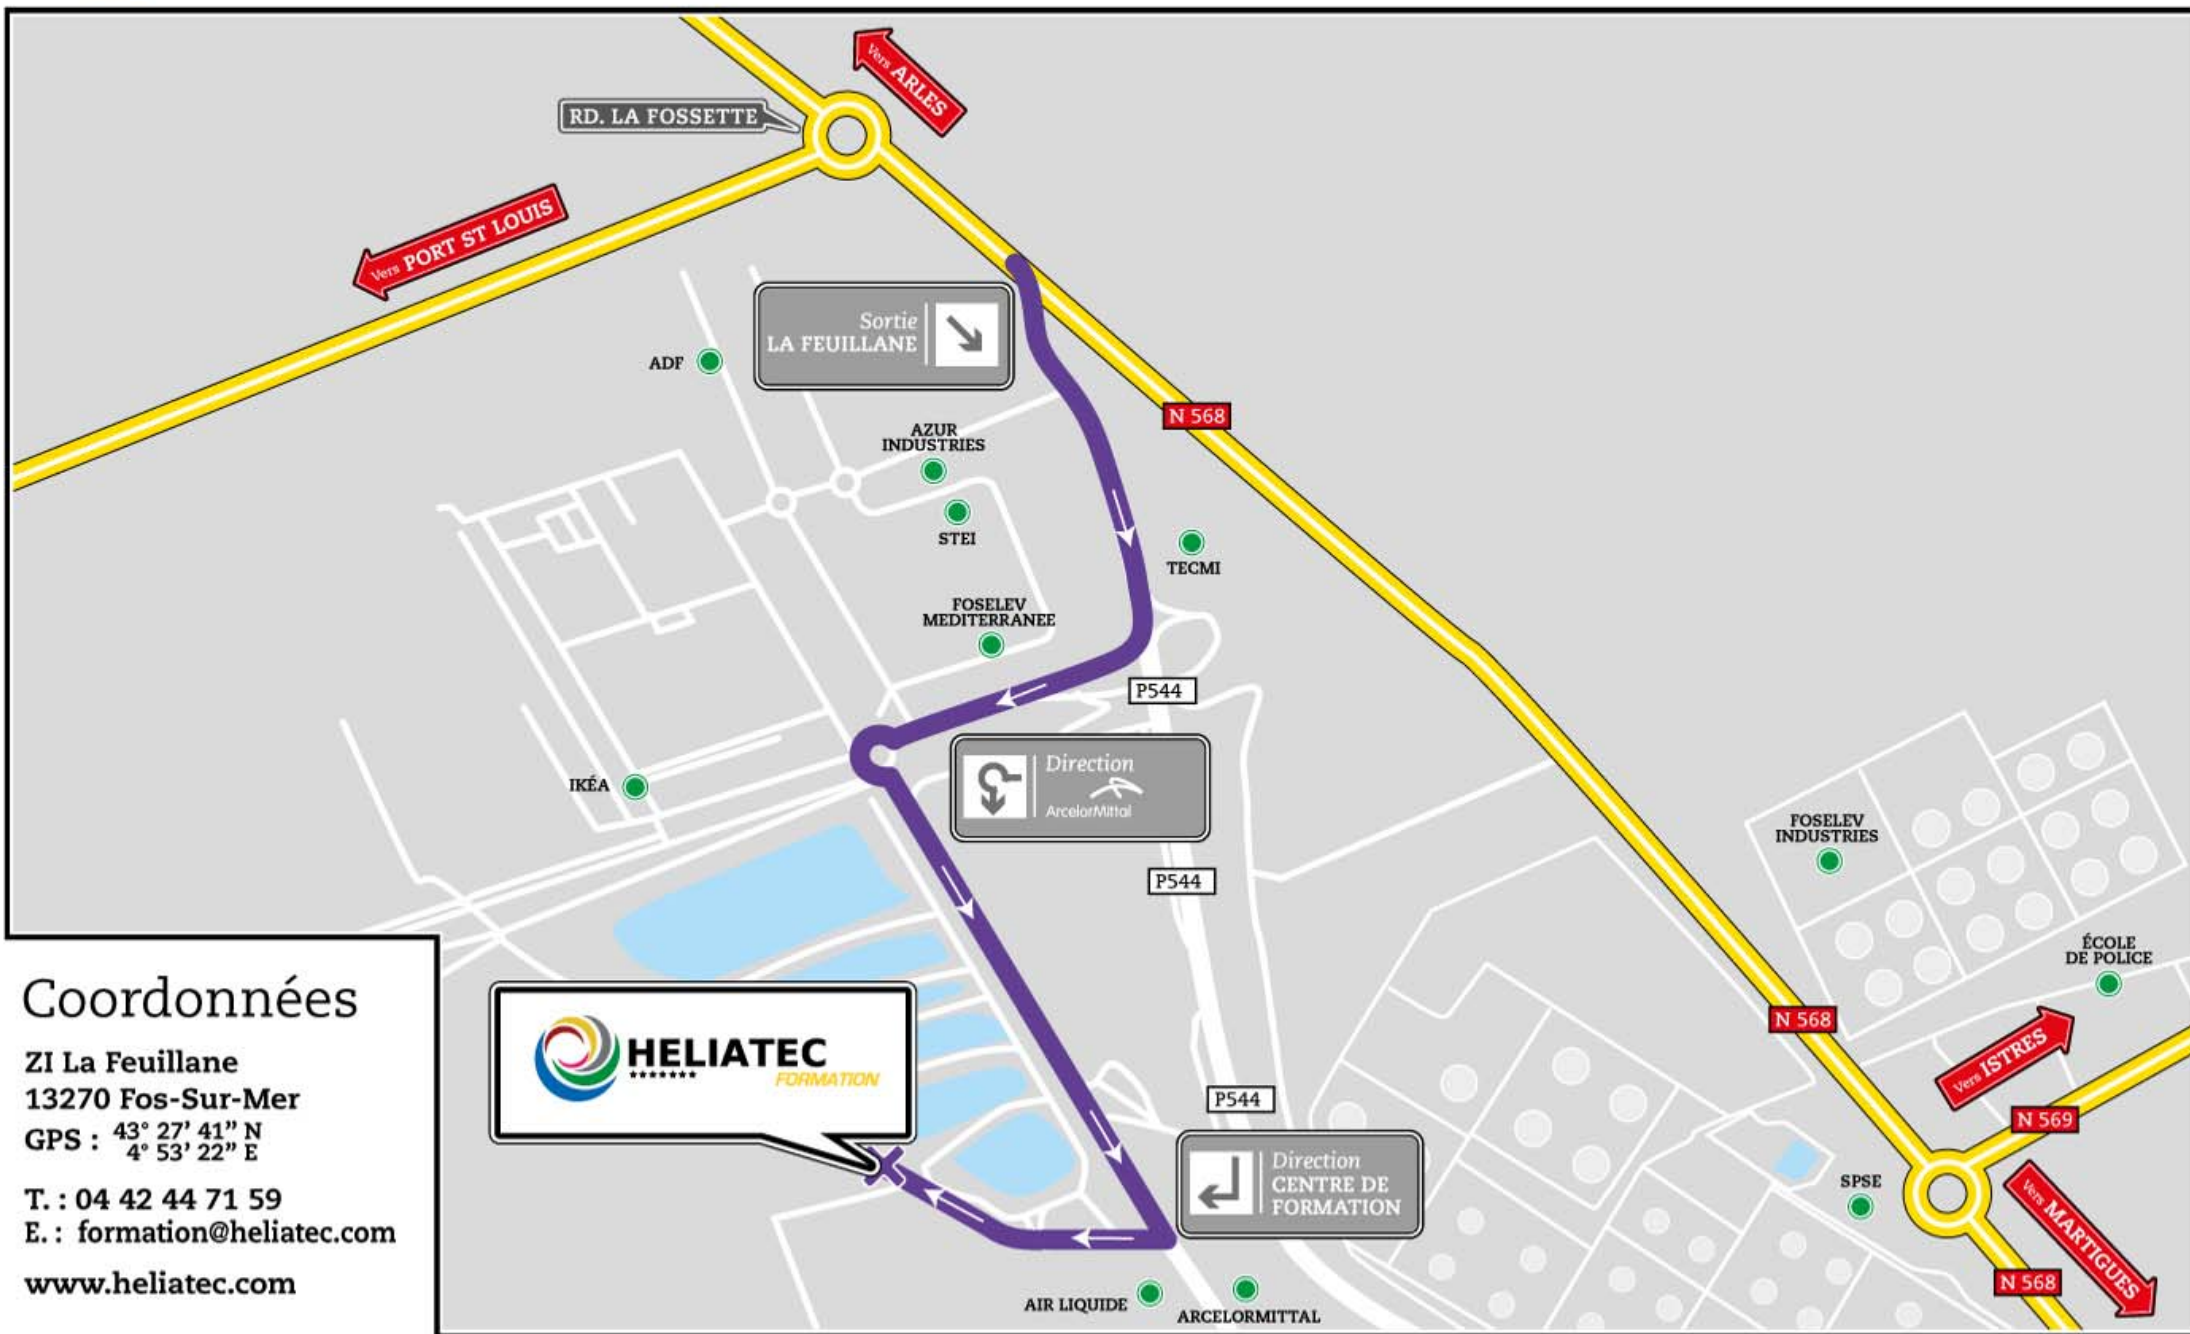 Vers ARLES
RD. LA FOSSETTE
Vers PORT ST LOUIS
Sortie
LA FEUILLANE
ADF
N 568
AZUR
INDUSTRIES
STEI
TECMI
FOSELEV
MEDITERRANEE
P544
Direction
ArcelorMittal
IKÉA
P544
FOSELEV
INDUSTRIES
ÉCOLE
DE POLICE
N 568
Vers ISTRES
N 569
P544
HELIATEC
FORMATION
Direction
CENTRE DE
FORMATION
SPSE
Vers MARTIGUES
N 568
AIR LIQUIDE
ARCELORMITTAL
Coordonnées
ZI La Feuillane
13270 Fos-Sur-Mer
GPS : 43° 27' 41” N
4° 53' 22” E
T. : 04 42 44 71 59
E. : formation@heliatec.com
www.heliatec.com